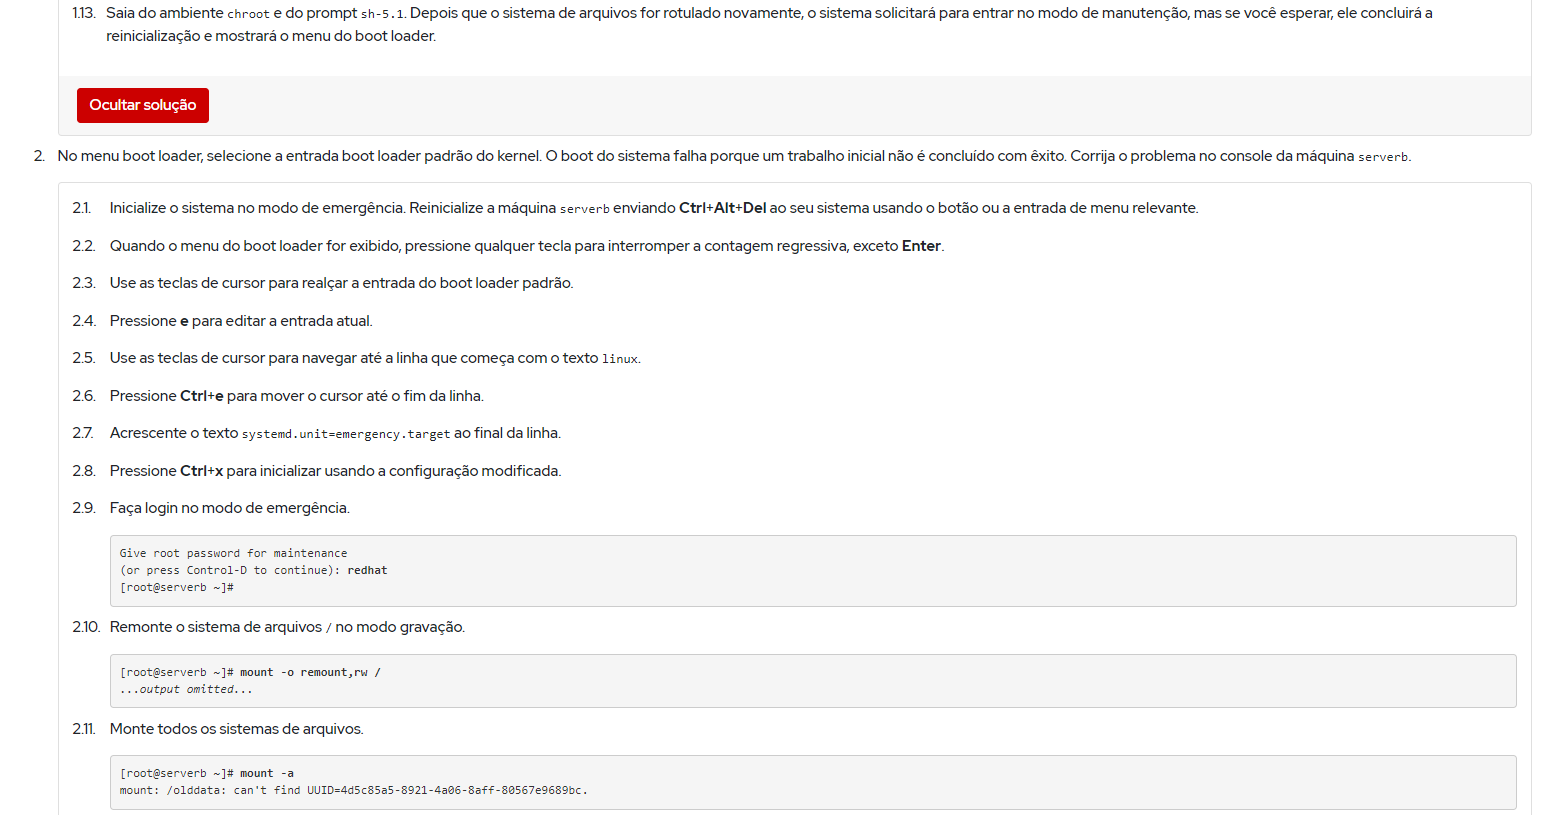 1.13. Saia do ambiente chroot e do prompt sh-5.1. Depois que o sistema de arquivos for rotulado novamente, o sistema solicitará para entrar no modo de manutenção, mas se você esperar, ele concluirá a
reinicialização e mostrará o menu do boot loader.
Ocultar solução
2. No menu boot loader, selecione a entrada boot loader padrão do kernel. O boot do sistema falha porque um trabalho inicial não é concluído com êxito. Corrija o problema no console da máquina serverb.
2.1. Inicialize o sistema no modo de emergência. Reinicialize a máquina serverb enviando Ctrl+Alt+Del ao seu sistema usando o botão ou a entrada de menu relevante.
2.2. Quando o menu do boot loader for exibido, pressione qualquer tecla para interromper a contagem regressiva, exceto Enter.
2.3. Use as teclas de cursor para realçar a entrada do boot loader padrão.
2.4. Pressione e para editar a entrada atual.
2.5. Use as teclas de cursor para navegar até a linha que começa com o texto linux.
2.6. Pressione Ctrl+e para mover o cursor até o fim da linha.
2.7. Acrescente o texto systemd.unit=emergency.target ao final da linha.
2.8. Pressione Ctrl+x para inicializar usando a configuração modificada.
2.9. Faça login no modo de emergência.
Give root password for maintenance
(or press Control-D to continue): redhat
[root@serverb ~]#
2.10. Remonte o sistema de arquivos / no modo gravação.
[root@serverb ~]# mount -o remount,rw /
...output omitted...
2.11. Monte todos os sistemas de arquivos.
[root@serverb ~]# mount -a
mount: /olddata: can't find UUID=4d5c85a5-8921-4a06-8aff-80567e9689bc.